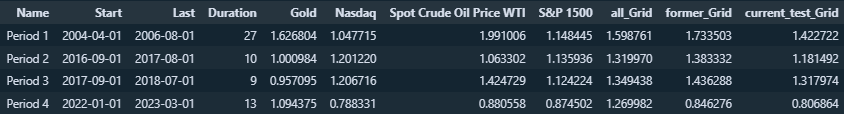 Name Start Last Duration Gold Nasdaq Spot Crude Oil Price WTI S&P 1500 all_Grid former_Grid current_test_Grid
Period 1 2004-04-01 2006-08-01 27 1.626804 1.047715 1.991006 1.148445 1.598761 1.733503 1.422722
Period 2 2016-09-01 2017-08-01 10 1.000984 1.201220 1.063302 1.135936 1.319970 1.383332 1.181492
Period 3 2017-09-01 2018-07-01 9 0.957095 1.206716 1.424729 1.124224 1.349438 1.436288 1.317974
Period 4 2022-01-01 2023-03-01 13 1.094375 0.788331 0.880558 0.874502 1.269982 0.846276 0.806864